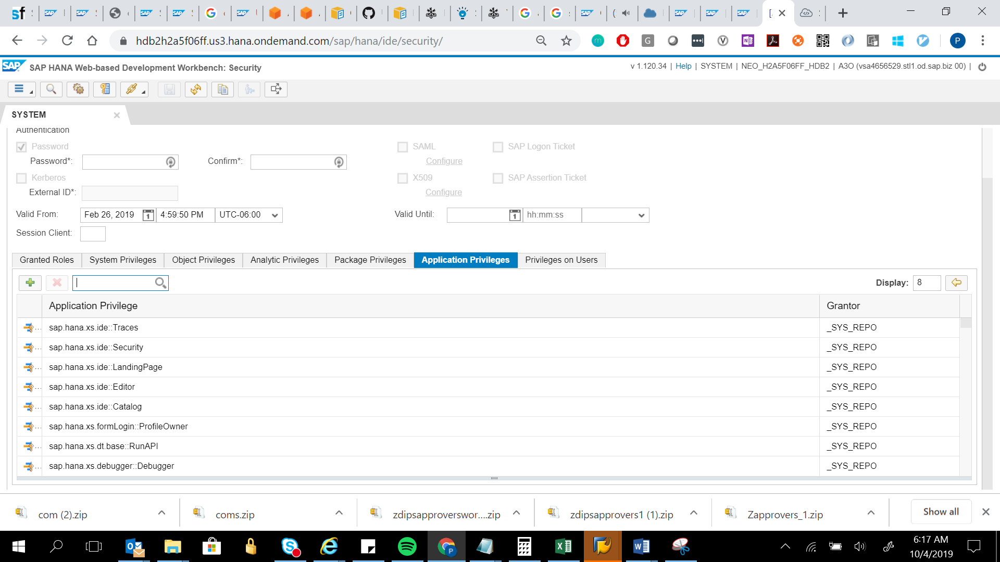 hdb2h2a5f06ff.us3.hana.ondemand.com/sap/hana/ide/security/
SAP HANA Web-based Development Workbench: Security
v 1.120.34 | Help | SYSTEM | NEO_H2A5F06FF_HDB2 | A3O (vsa4656529.stl1.od.sap.biz 00) |
SYSTEM
Authentication
Password
SAML
SAP Logon Ticket
Password*:
Confirm*:
Configure
Kerberos
X509
SAP Assertion Ticket
External ID*:
Configure
Valid From:
Feb 26, 2019
4:59:50 PM
UTC-06:00
Valid Until:
hh:mm:ss
Session Client:
Granted Roles
System Privileges
Object Privileges
Analytic Privileges
Package Privileges
Application Privileges
Privileges on Users
Display: 8
Application Privilege
Grantor
sap.hana.xs.ide::Traces
_SYS_REPO
sap.hana.xs.ide::Security
_SYS_REPO
sap.hana.xs.ide::LandingPage
_SYS_REPO
sap.hana.xs.ide::Editor
_SYS_REPO
sap.hana.xs.ide::Catalog
_SYS_REPO
sap.hana.xs.formLogin::ProfileOwner
_SYS_REPO
sap.hana.xs.dt.base::RunAPI
_SYS_REPO
sap.hana.xs.debugger::Debugger
_SYS_REPO
com (2).zip
coms.zip
zdipsapproverswor....zip
zdipsapprovers1 (1).zip
Zapprovers_1.zip
Show all
6:17 AM
10/4/2019